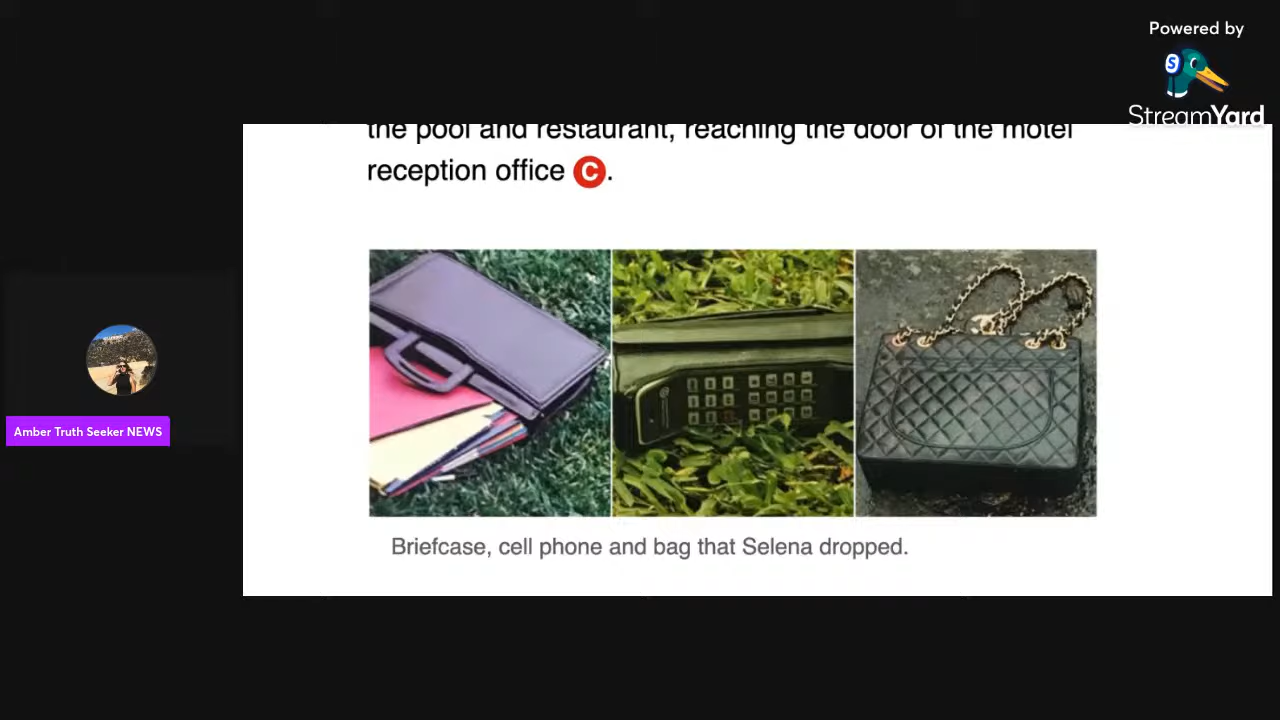 Powered by
StreamYard
the pool and restaurant, reaching the door of the motel
reception office C.
Amber Truth Seeker NEWS
Briefcase, cell phone and bag that Selena dropped.